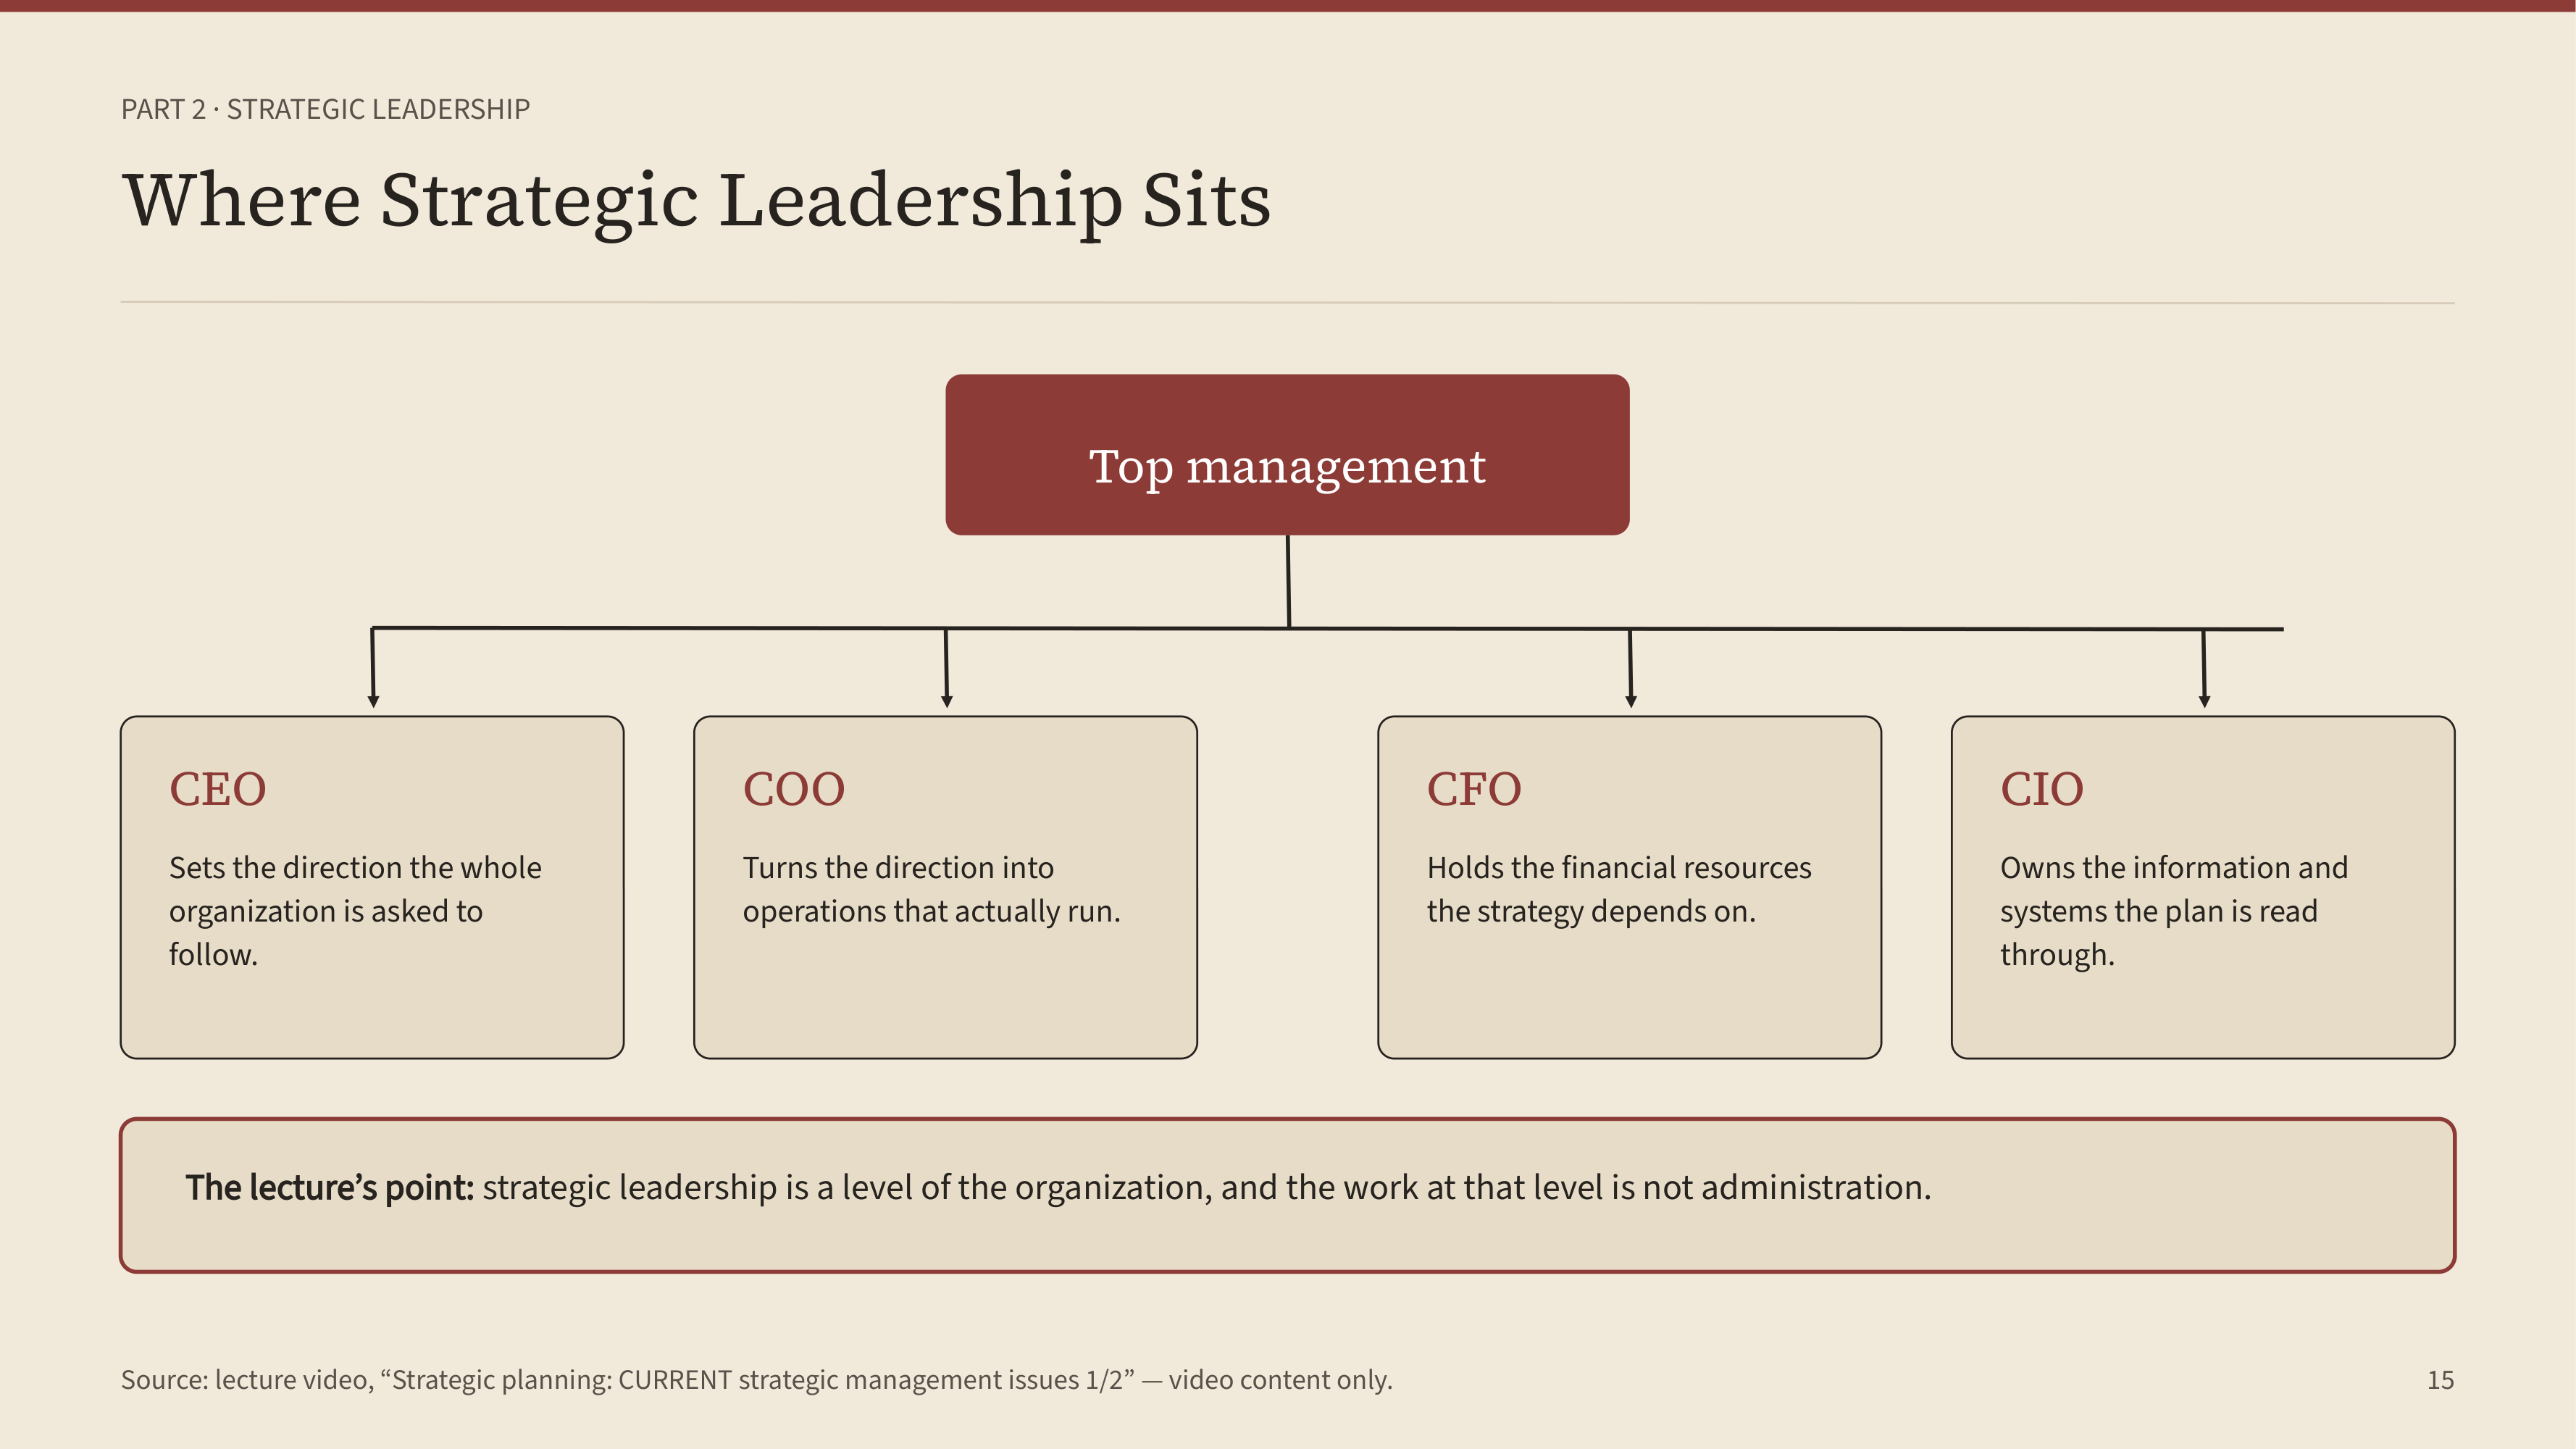 PART 2 · STRATEGIC LEADERSHIP
Where Strategic Leadership Sits
Top management
CEO
Sets the direction the whole
organization is asked to
follow.
COO
Turns the direction into
operations that actually run.
CFO
Holds the financial resources
the strategy depends on.
CIO
Owns the information and
systems the plan is read
through.
The lecture’s point: strategic leadership is a level of the organization, and the work at that level is not administration.
Source: lecture video, “Strategic planning: CURRENT strategic management issues 1/2” — video content only.
15